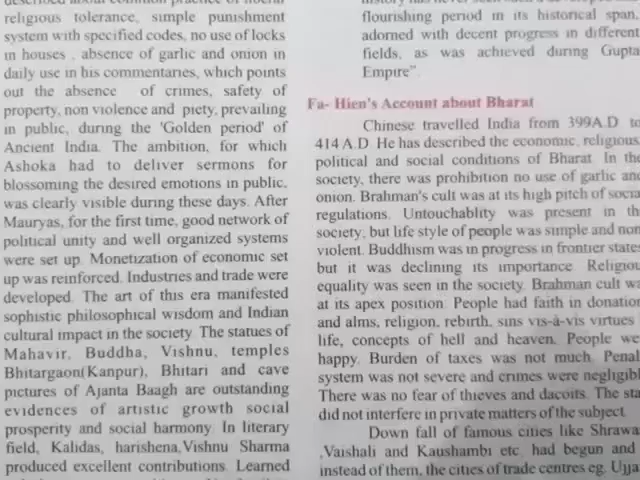 described about common practice of liberal
religious tolerance, simple punishment
system with specified codes, no use of locks
in houses , absence of garlic and onion in
daily use in his commentaries, which points
out the absence of crimes, safety of
property, non violence and piety, prevailing
in public, during the 'Golden period' of
Ancient India. The ambition, for which
Ashoka had to deliver sermons for
blossoming the desired emotions in public,
was clearly visible during these days. After
Mauryas, for the first time, good network of
political unity and well organized systems
were set up. Monetization of economic set
up was reinforced. Industries and trade were
developed. The art of this era manifested
sophistic philosophical wisdom and Indian
cultural impact in the society. The statues of
Mahavir, Buddha, Vishnu, temples
Bhitargaon(Kanpur), Bhitari and cave
pictures of Ajanta Baagh are outstanding
evidences of artistic growth social
prosperity and social harmony. In literary
field, Kalidas, harishena,Vishnu Sharma
produced excellent contributions. Learned
flourishing period in its historical span,
adorned with decent progress in different
fields, as was achieved during Gupta
Empire".
Fa- Hien's Account about Bharat
Chinese travelled India from 399A.D to
414 A.D. He has described the economic, religious,
political and social conditions of Bharat. In the
society, there was prohibition no use of garlic and
onion. Brahman's cult was at its high pitch of social
regulations. Untouchablity was present in the
society, but life style of people was simple and non
violent. Buddhism was in progress in frontier states
but it was declining its importance. Religiou
equality was seen in the society. Brahman cult wa
at its apex position. People had faith in donation
and alms, religion, rebirth, sins vis-à-vis virtues
life, concepts of hell and heaven. People we
happy. Burden of taxes was not much. Penal
system was not severe and crimes were negligibl
There was no fear of thieves and dacoits. The sta
did not interfere in private matters of the subject.
Down fall of famous cities like Shrawa
,Vaishali and Kaushambi etc, had begun and
instead of them, the cities of trade centres eg. Ujja